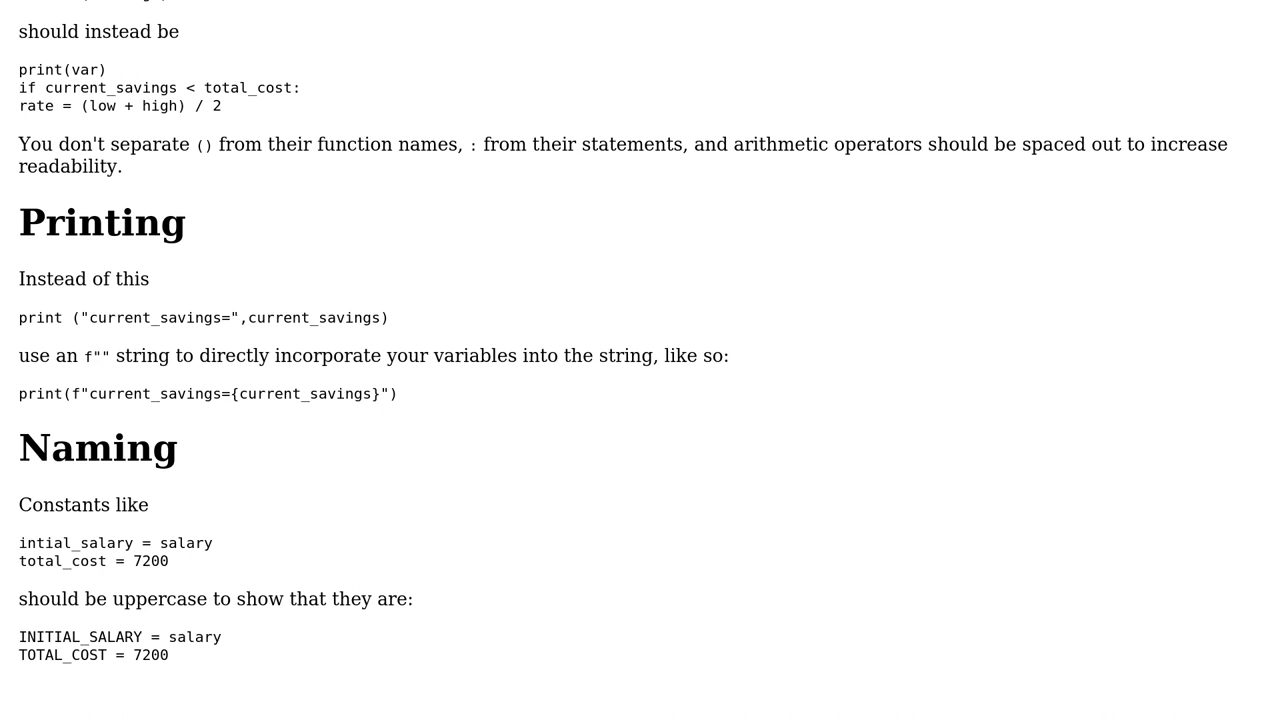 should instead be
print(var)
if current_savings < total_cost:
rate = (low + high) / 2
You don't separate () from their function names, : from their statements, and arithmetic operators should be spaced out to increase
readability.
Printing
Instead of this
print ("current_savings=",current_savings)
use an f"" string to directly incorporate your variables into the string, like so:
print(f"current_savings={current_savings}")
Naming
Constants like
intial_salary = salary
total_cost = 7200
should be uppercase to show that they are:
INITIAL_SALARY = salary
TOTAL_COST = 7200